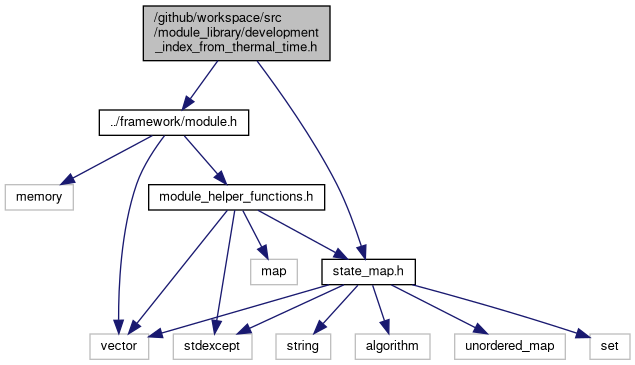 /github/workspace/src
/module_library/development
_index_from_thermal_time.h
../framework/module.h
memory
module_helper_functions.h
map
state_map.h
vector
stdexcept
string
algorithm
unordered_map
set